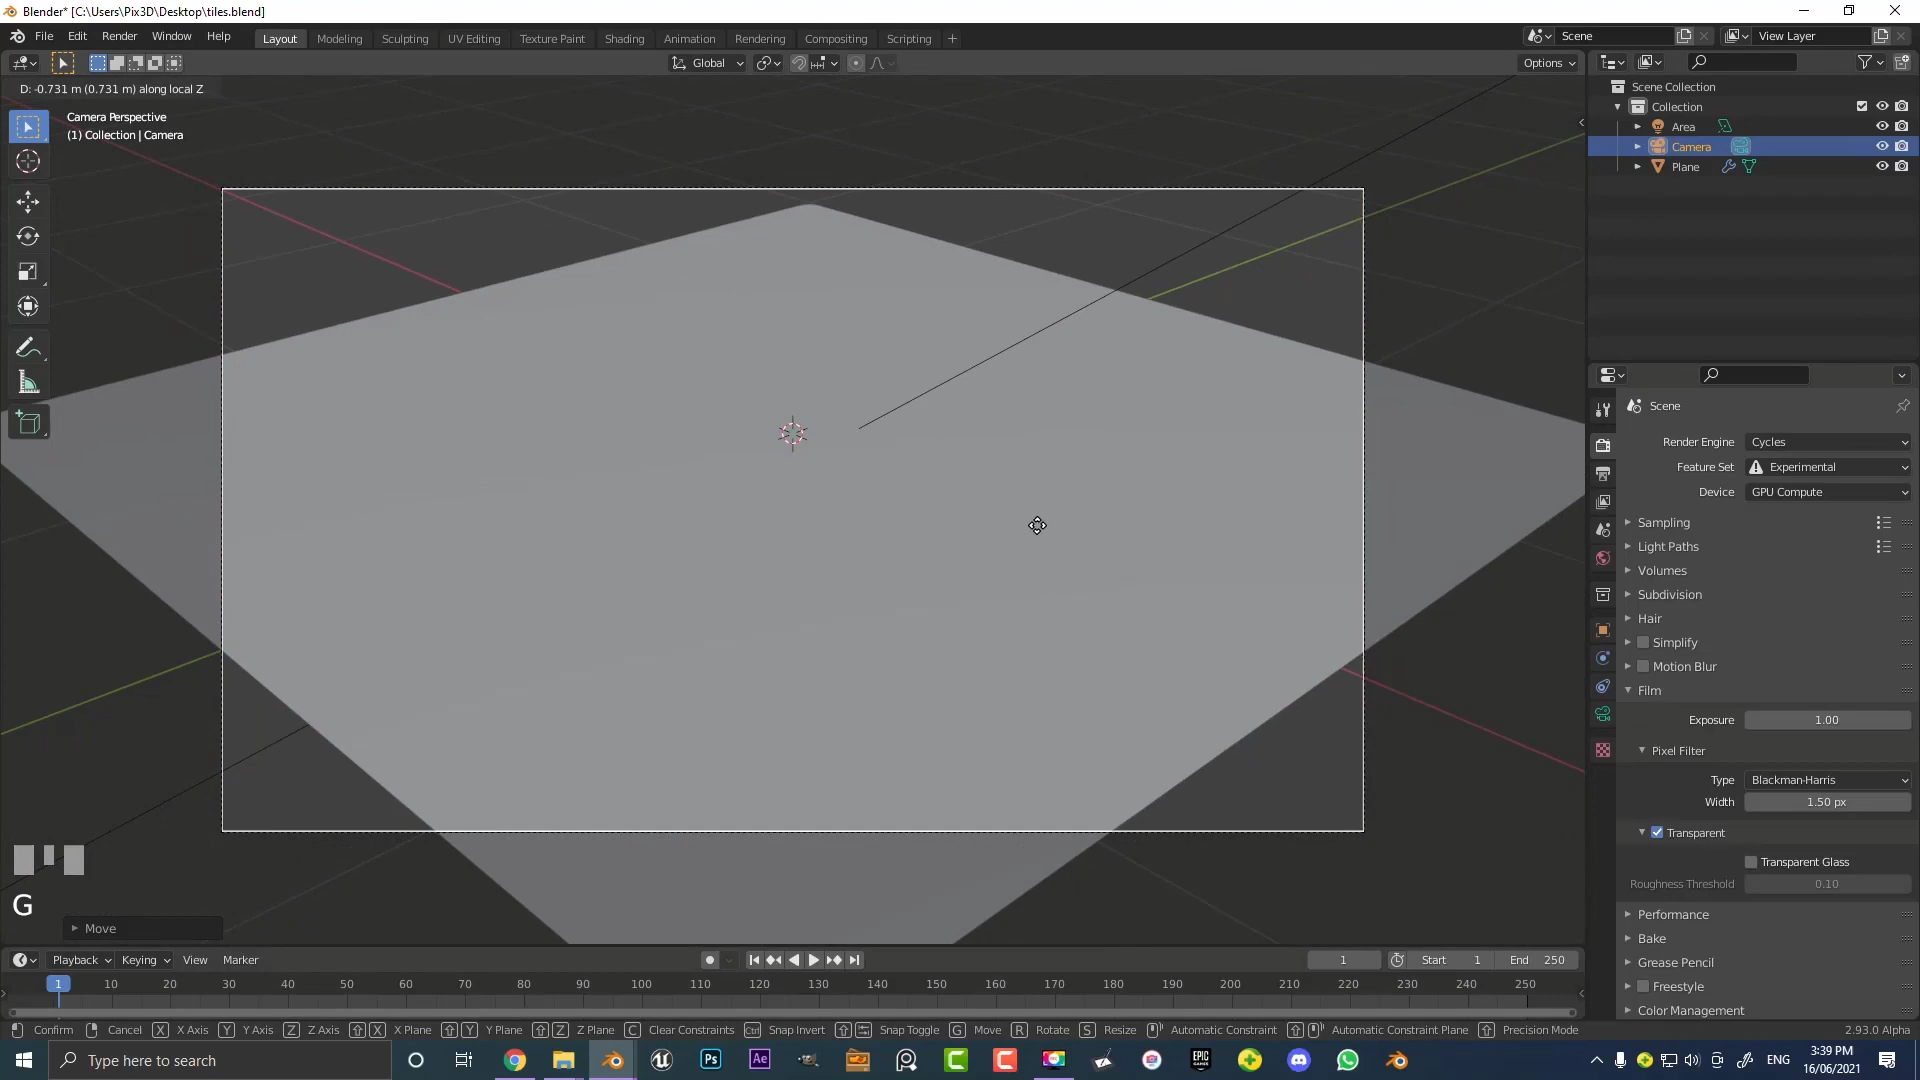 Blender* [C:\Users\Pix3D\Desktop\tiles.blend]
File Edit Render Window Help Layout Modeling Sculpting UV Editing Texture Paint Shading Animation Rendering Compositing Scripting + Scene View Layer
Global Options
D: -0.731 m (0.731 m) along local Z
Camera Perspective
(1) Collection | Camera
G
Move
Scene Collection
Collection
Area
Camera
Plane
Scene
Render Engine Cycles
Feature Set Experimental
Device GPU Compute
Sampling
Light Paths
Volumes
Subdivision
Hair
Simplify
Motion Blur
Film
Exposure 1.00
Pixel Filter
Type Blackman-Harris
Width 1.50 px
Transparent
Transparent Glass
Roughness Threshold 0.10
Performance
Bake
Grease Pencil
Freestyle
Color Management
Playback Keying View Marker 1 Start 1 End 250
1 10 20 30 40 50 60 70 80 90 100 110 120 130 140 150 160 170 180 190 200 210 220 230 240 250
Confirm Cancel X X Axis Y Y Axis Z Z Axis X X Plane Y Y Plane Z Z Plane C Clear Constraints Ctrl Snap Invert Snap Toggle G Move R Rotate S Resize Automatic Constraint Automatic Constraint Plane Precision Mode 2.93.0 Alpha
Type here to search Ps Ae EPIC GAMES ENG 3:39 PM
16/06/2021